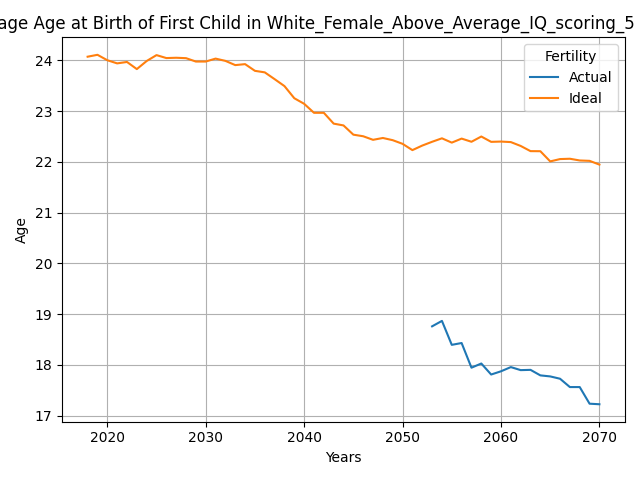 age Age at Birth of First Child in White_Female_Above_Average_IQ_scoring_5
Fertility
Actual
Ideal
24
23
22
21
20
19
18
17
Age
2020 2030 2040 2050 2060 2070
Years